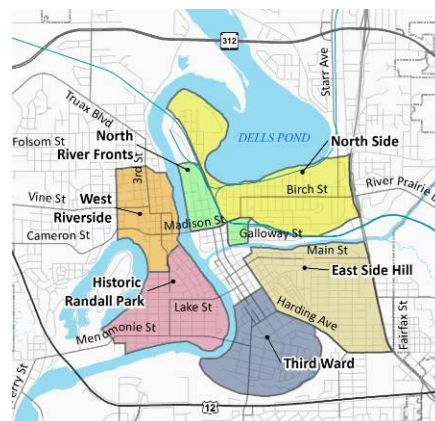 312
Starr Ave
Truax Blvd
DELLS POND
North
River Fronts
North Side
Folsom St
3rd St
Birch St
River Prairie
Vine St
West
Riverside
Madison St
Galloway St
Cameron St
Main St
East Side Hill
Historic
Randall Park
Lake St
Harding Ave
Menomonie St
Fairfax St
Third Ward
Ferry St
12